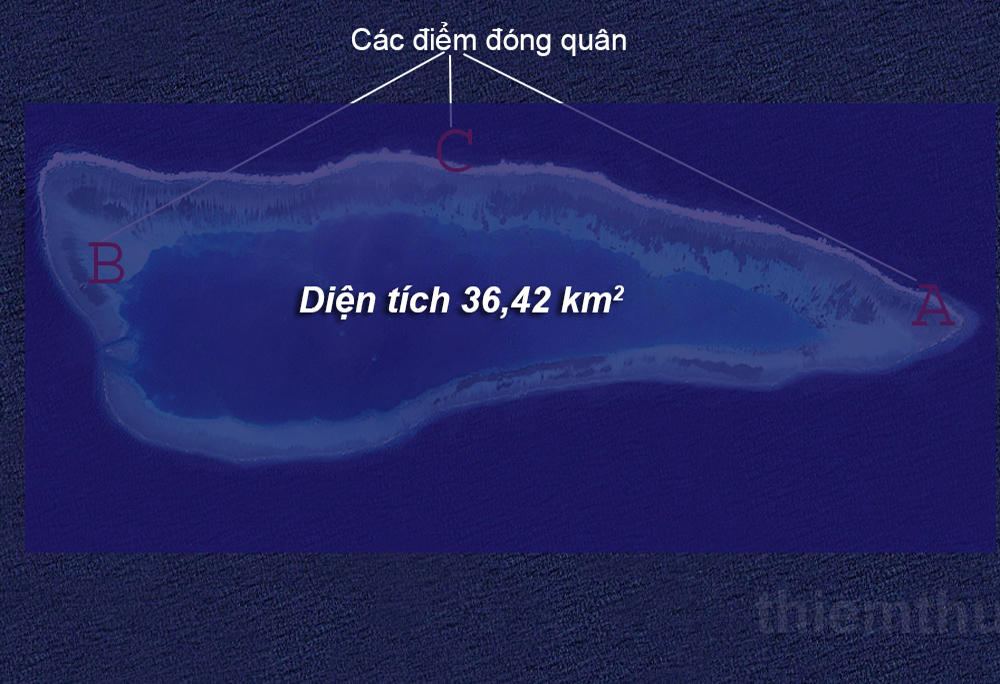 Các điểm đóng quân
C
B
Diện tích 36,42 km²
A
thiemthu